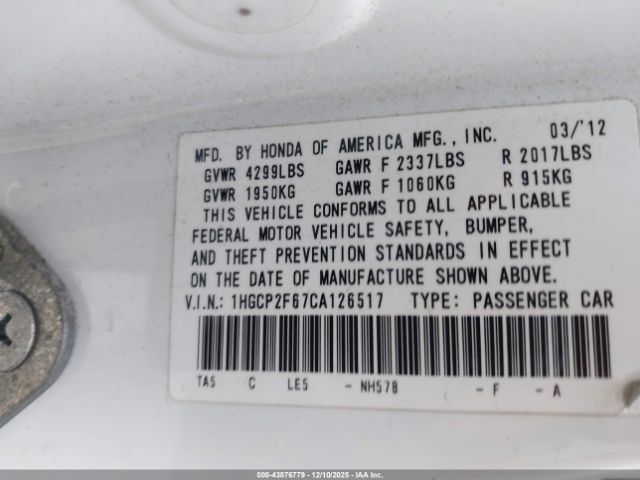 MFD. BY HONDA OF AMERICA MFG., INC. 03/'12
GVWR 4299LBS GAWR F 2337LBS R 2017LBS
GVWR 1950KG GAWR F 1060KG R 915KG
THIS VEHICLE CONFORMS TO ALL APPLICABLE
FEDERAL MOTOR VEHICLE SAFETY, BUMPER,
AND THEFT PREVENTION STANDARDS IN EFFECT
ON THE DATE OF MANUFACTURE SHOWN ABOVE.
V.I.N.: 1HGCP2F67CA126517 TYPE: PASSENGER CAR
TA5 C LE5 - NH578 - F - A
000-43876779 - 12/10/2025 - IAA Inc.